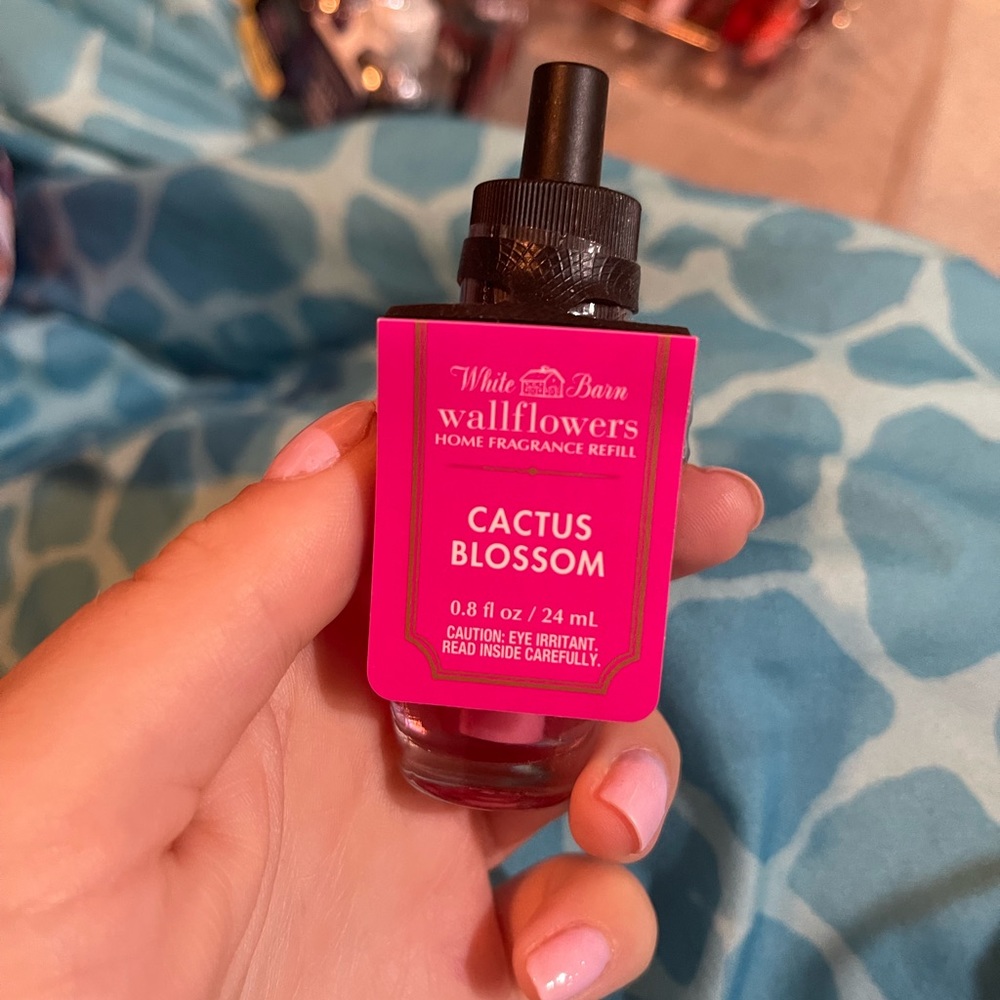 White Barn
wallflowers
HOME FRAGRANCE REFILL
CACTUS
BLOSSOM
0.8 fl oz / 24 mL
CAUTION: EYE IRRITANT.
READ INSIDE CAREFULLY.